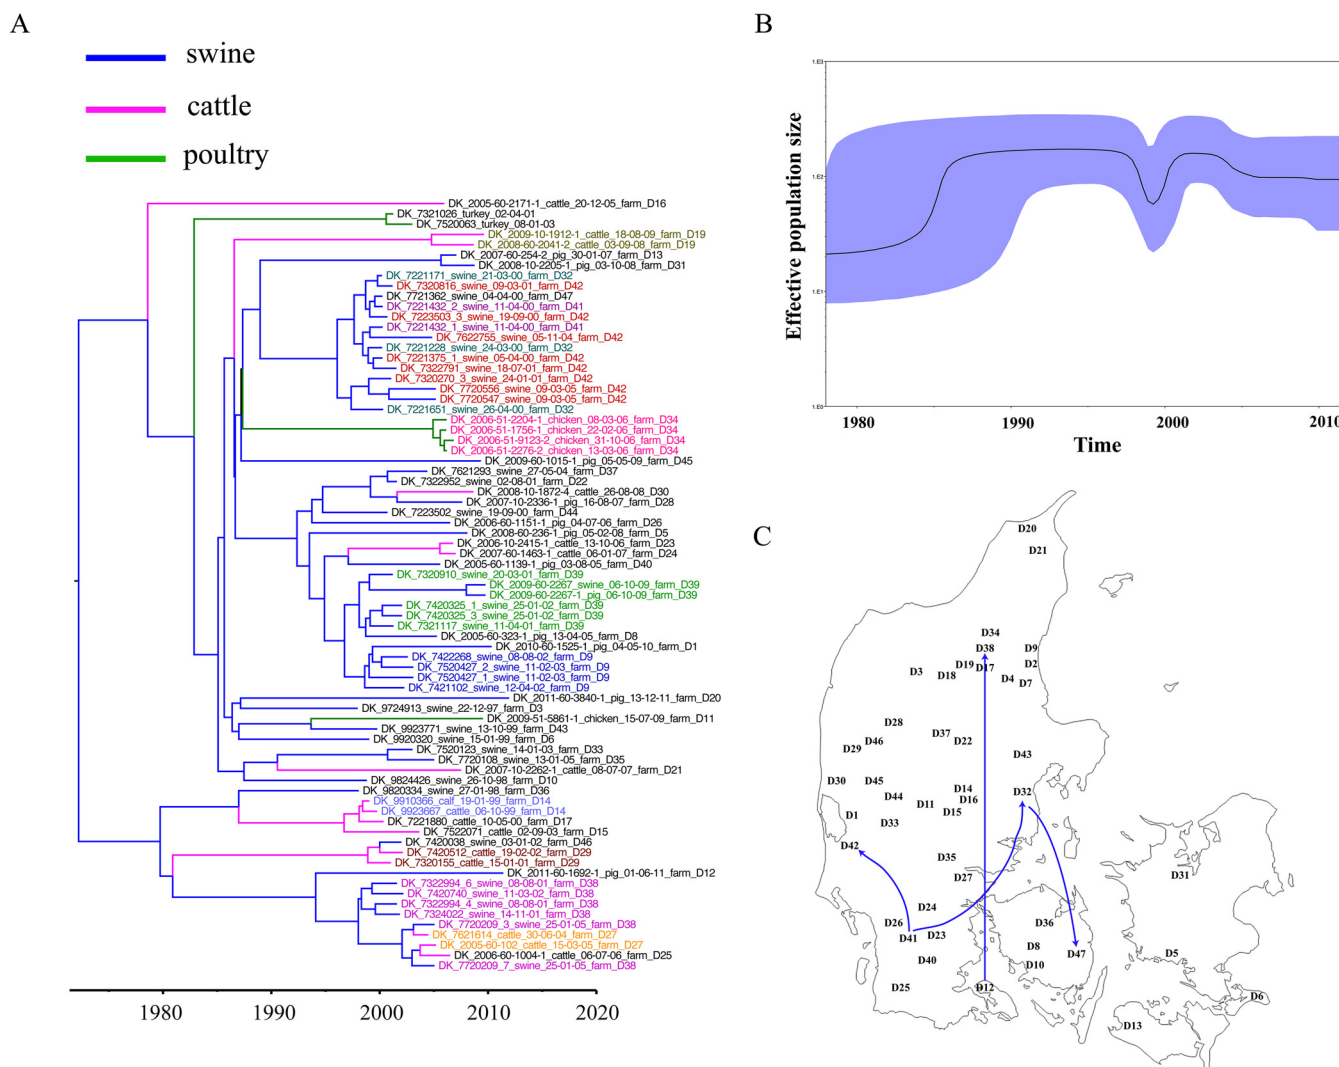 A
swine
cattle
poultry
DK_2005-60-2171-1_cattle_20-12-05_farm_D16
DK_7321026_turkey_02-04-01
DK_7520063_turkey_08-01-03
DK_2009-10-1912-1_cattle_18-08-09_farm_D19
DK_2008-60-2041-2_cattle_03-09-08_farm_D19
DK_2007-60-254-2_pig_30-01-07_farm_D13
DK_2008-10-2205-1_pig_03-10-08_farm_D31
DK_7221171_swine_21-03-00_farm_D32
DK_7320816_swine_09-03-01_farm_D42
DK_7721362_swine_04-04-00_farm_D47
DK_7221432_2_swine_11-04-00_farm_D41
DK_7223503_3_swine_19-09-00_farm_D42
DK_7221432_1_swine_11-04-00_farm_D41
DK_7622755_swine_05-11-04_farm_D42
DK_7221228_swine_24-03-00_farm_D32
DK_7221375_1_swine_05-04-00_farm_D42
DK_7322791_swine_18-07-01_farm_D42
DK_7320270_3_swine_24-01-01_farm_D42
DK_7720556_swine_09-03-05_farm_D42
DK_7720547_swine_09-03-05_farm_D42
DK_7221651_swine_26-04-00_farm_D32
DK_2006-51-2204-1_chicken_08-03-06_farm_D34
DK_2006-51-1756-1_chicken_22-02-06_farm_D34
DK_2006-51-9123-2_chicken_31-10-06_farm_D34
DK_2006-51-2276-2_chicken_13-03-06_farm_D34
DK_2009-60-1015-1_pig_05-05-09_farm_D45
DK_7621293_swine_27-05-04_farm_D37
DK_7322952_swine_02-08-01_farm_D22
DK_2008-10-1872-4_cattle_26-08-08_farm_D30
DK_2007-10-2336-1_pig_16-08-07_farm_D28
DK_7223502_swine_19-09-00_farm_D44
DK_2006-60-1151-1_pig_04-07-06_farm_D26
DK_2008-60-236-1_pig_05-02-08_farm_D5
DK_2006-10-2415-1_cattle_13-10-06_farm_D23
DK_2007-60-1463-1_cattle_06-01-07_farm_D24
DK_2005-60-1139-1_pig_03-08-05_farm_D40
DK_7320910_swine_20-03-01_farm_D39
DK_2009-60-2267_swine_06-10-09_farm_D39
DK_2009-60-2267-1_pig_06-10-09_farm_D39
DK_7420325_1_swine_25-01-02_farm_D39
DK_7420325_3_swine_25-01-02_farm_D39
DK_7321117_swine_11-04-01_farm_D39
DK_2005-60-323-1_pig_13-04-05_farm_D8
DK_2010-60-1525-1_pig_04-05-10_farm_D1
DK_7422268_swine_08-08-02_farm_D9
DK_7520427_2_swine_11-02-03_farm_D9
DK_7520427_1_swine_11-02-03_farm_D9
DK_7421102_swine_12-04-02_farm_D9
DK_2011-60-3840-1_pig_13-12-11_farm_D20
DK_9724913_swine_22-12-97_farm_D3
DK_2009-51-5861-1_chicken_15-07-09_farm_D11
DK_9923771_swine_13-10-99_farm_D43
DK_9920320_swine_15-01-99_farm_D6
DK_7520123_swine_14-01-03_farm_D33
DK_7720108_swine_13-01-05_farm_D35
DK_2007-10-2262-1_cattle_08-07-07_farm_D21
DK_9824426_swine_26-10-98_farm_D10
DK_9820334_swine_27-01-98_farm_D36
DK_9910366_calf_19-01-99_farm_D14
DK_9923667_cattle_06-10-99_farm_D14
DK_7221880_cattle_10-05-00_farm_D17
DK_7522071_cattle_02-09-03_farm_D15
DK_7420038_swine_03-01-02_farm_D46
DK_7420512_cattle_19-02-02_farm_D29
DK_7320155_cattle_15-01-01_farm_D29
DK_2011-60-1692-1_pig_01-06-11_farm_D12
DK_7322994_6_swine_08-08-01_farm_D38
DK_7420740_swine_11-03-02_farm_D38
DK_7322994_4_swine_08-08-01_farm_D38
DK_7324022_swine_14-11-01_farm_D38
DK_7720209_3_swine_25-01-05_farm_D38
DK_7621614_cattle_30-06-04_farm_D27
DK_2005-60-102_cattle_15-03-05_farm_D27
DK_2006-60-1004-1_cattle_06-07-06_farm_D25
DK_7720209_7_swine_25-01-05_farm_D38
1980 1990 2000 2010 2020
B
Effective population size
1.E3
1.E2
1.E1
1.E0
1980 1990 2000 2010
Time
C
D20
D21
D34
D38 D9
D19 D17 D2
D3 D18 D4 D7
D28
D37
D46 D22
D29 D43
D30 D45
D14 D32
D44 D16
D11
D1 D33 D15
D42
D35
D27 D31
D24
D26 D36
D41 D23
D8
D40 D10 D47 D5
D25 D12
D6
D13